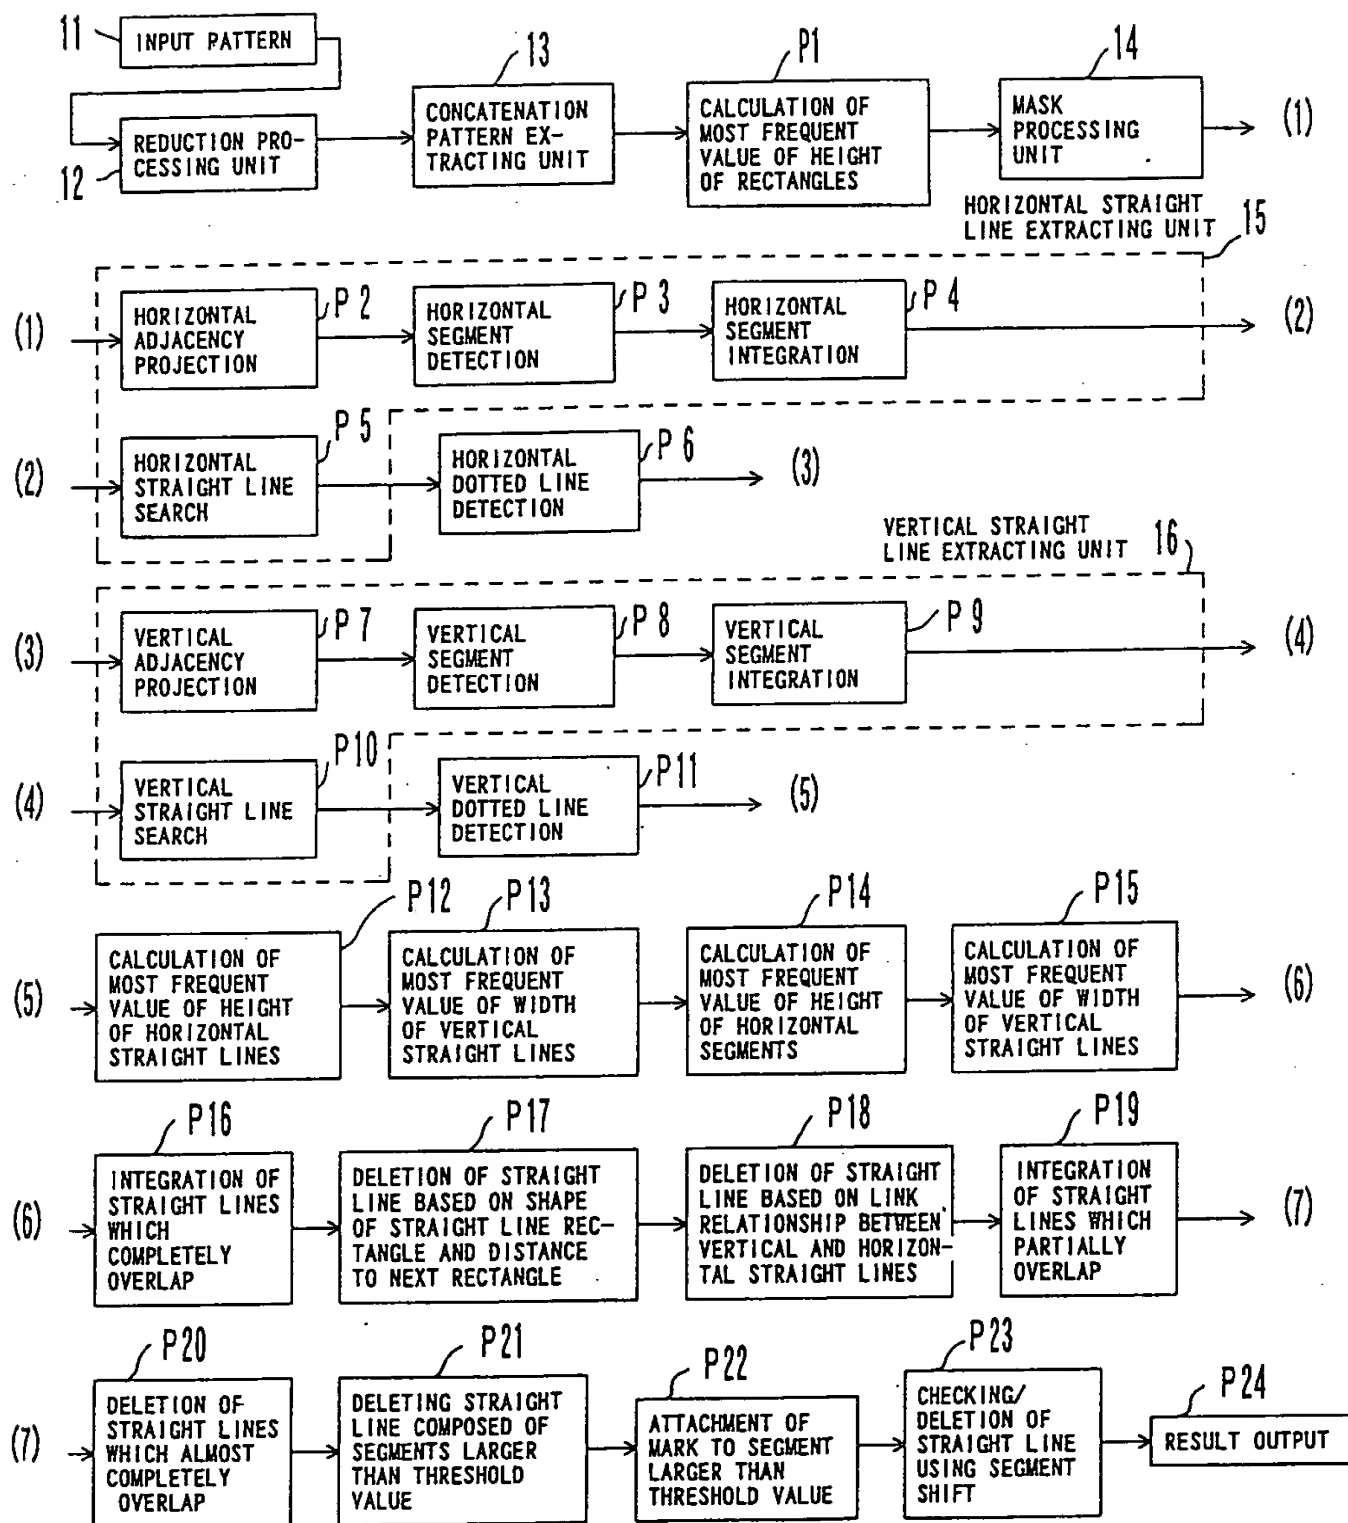 11
INPUT PATTERN
REDUCTION PRO-
CESSING UNIT
12
13
CONCATENATION
PATTERN EX-
TRACTING UNIT
P1
CALCULATION OF
MOST FREQUENT
VALUE OF HEIGHT
OF RECTANGLES
14
MASK
PROCESSING
UNIT
(1)
HORIZONTAL STRAIGHT
LINE EXTRACTING UNIT
15
(1)
HORIZONTAL
ADJACENCY
PROJECTION
P2
HORIZONTAL
SEGMENT
DETECTION
P3
HORIZONTAL
SEGMENT
INTEGRATION
P4
(2)
(2)
HORIZONTAL
STRAIGHT LINE
SEARCH
P5
HORIZONTAL
DOTTED LINE
DETECTION
P6
(3)
VERTICAL STRAIGHT
LINE EXTRACTING UNIT
16
(3)
VERTICAL
ADJACENCY
PROJECTION
P7
VERTICAL
SEGMENT
DETECTION
P8
VERTICAL
SEGMENT
INTEGRATION
P9
(4)
(4)
VERTICAL
STRAIGHT LINE
SEARCH
P10
VERTICAL
DOTTED LINE
DETECTION
P11
(5)
(5)
P12
CALCULATION OF
MOST FREQUENT
VALUE OF HEIGHT
OF HORIZONTAL
STRAIGHT LINES
P13
CALCULATION OF
MOST FREQUENT
VALUE OF WIDTH
OF VERTICAL
STRAIGHT LINES
P14
CALCULATION OF
MOST FREQUENT
VALUE OF HEIGHT
OF HORIZONTAL
SEGMENTS
P15
CALCULATION OF
MOST FREQUENT
VALUE OF WIDTH
OF VERTICAL
STRAIGHT LINES
(6)
(6)
P16
INTEGRATION OF
STRAIGHT LINES
WHICH
COMPLETELY
OVERLAP
P17
DELETION OF STRAIGHT
LINE BASED ON SHAPE
OF STRAIGHT LINE REC-
TANGLE AND DISTANCE
TO NEXT RECTANGLE
P18
DELETION OF STRAIGHT
LINE BASED ON LINK
RELATIONSHIP BETWEEN
VERTICAL AND HORIZON-
TAL STRAIGHT LINES
P19
INTEGRATION
OF STRAIGHT
LINES WHICH
PARTIALLY
OVERLAP
(7)
(7)
P20
DELETION OF
STRAIGHT LINES
WHICH ALMOST
COMPLETELY
OVERLAP
P21
DELETING STRAIGHT
LINE COMPOSED OF
SEGMENTS LARGER
THAN THRESHOLD
VALUE
P22
ATTACHMENT OF
MARK TO SEGMENT
LARGER THAN
THRESHOLD VALUE
P23
CHECKING/
DELETION OF
STRAIGHT LINE
USING SEGMENT
SHIFT
P24
RESULT OUTPUT